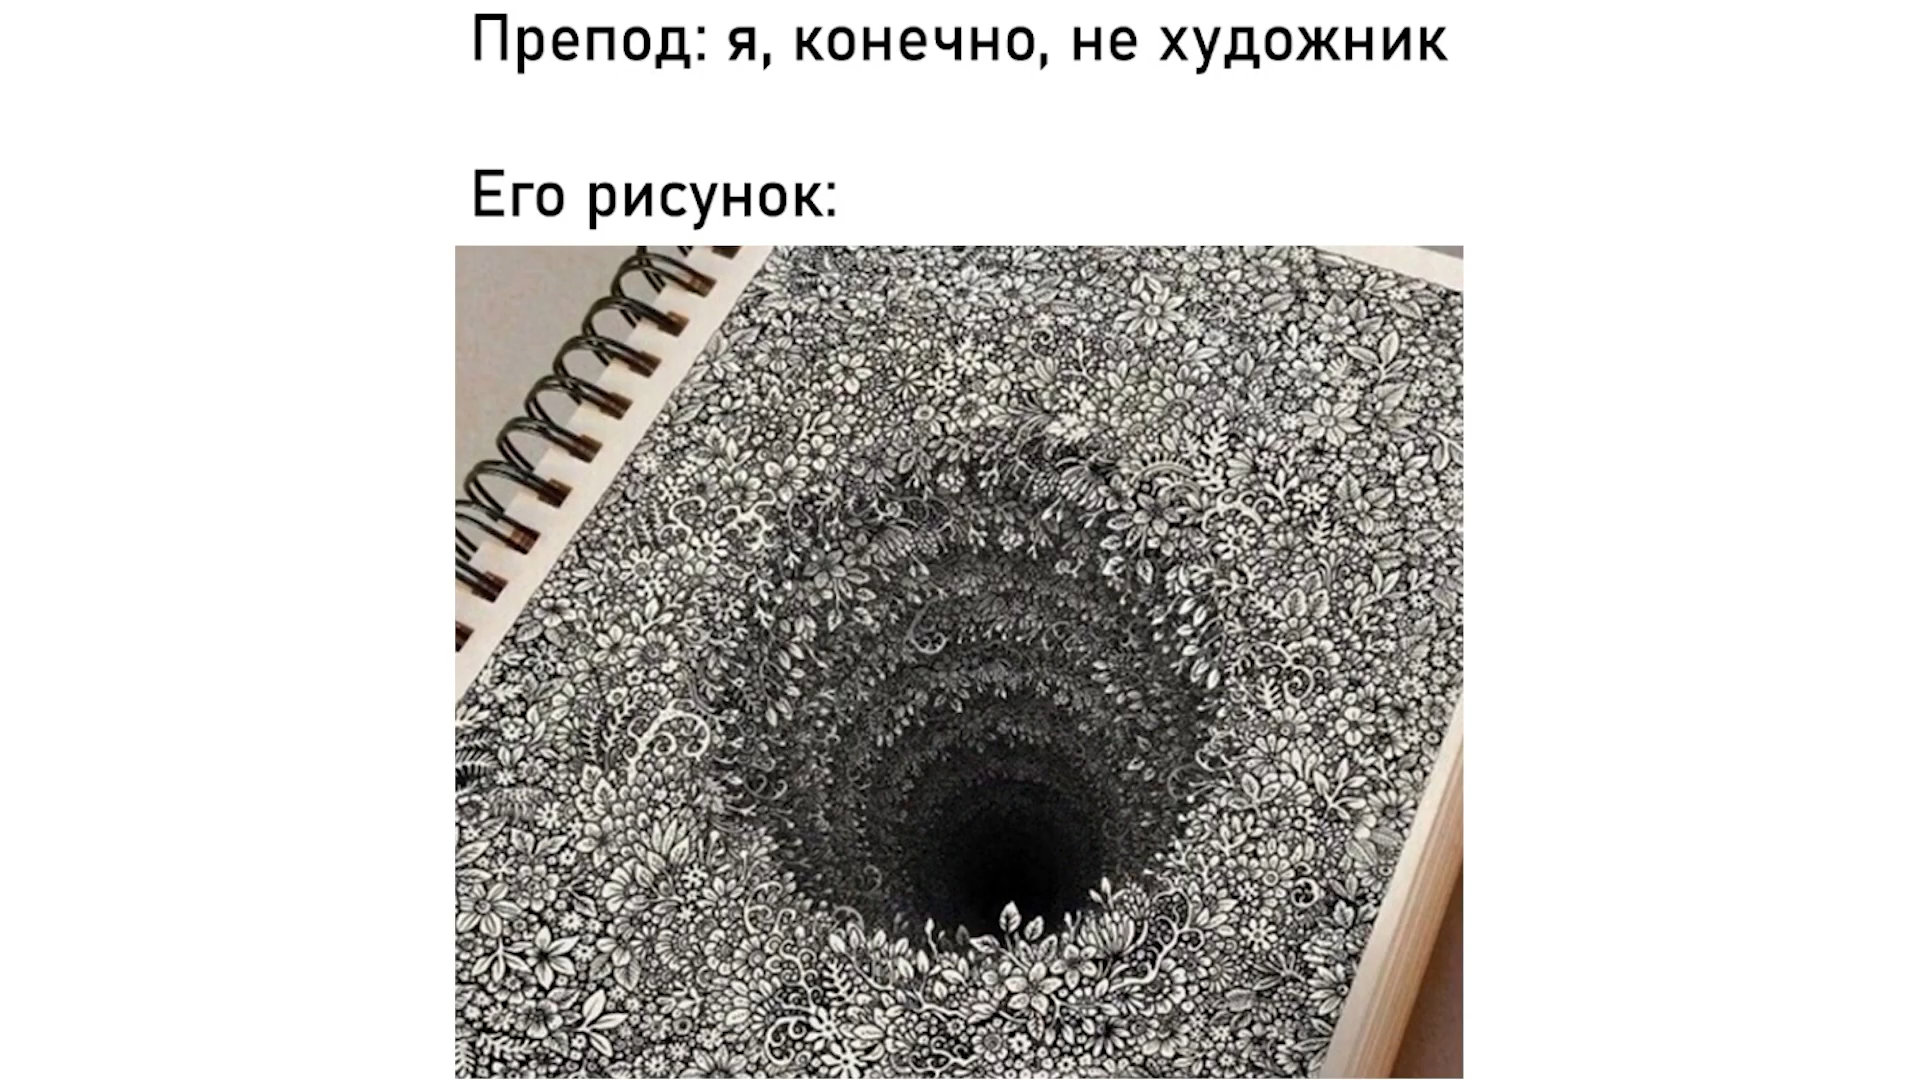 Препод: я, конечно, не художник
Его рисунок: